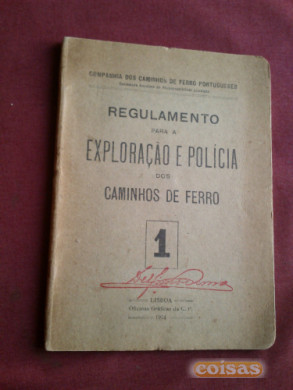 COMPANHIA DOS CAMINHOS DE FERRO PORTUGUESES
REGULAMENTO
PARA A
EXPLORAÇÃO E POLÍCIA
DOS
CAMINHOS DE FERRO
1
LISBOA
coisas